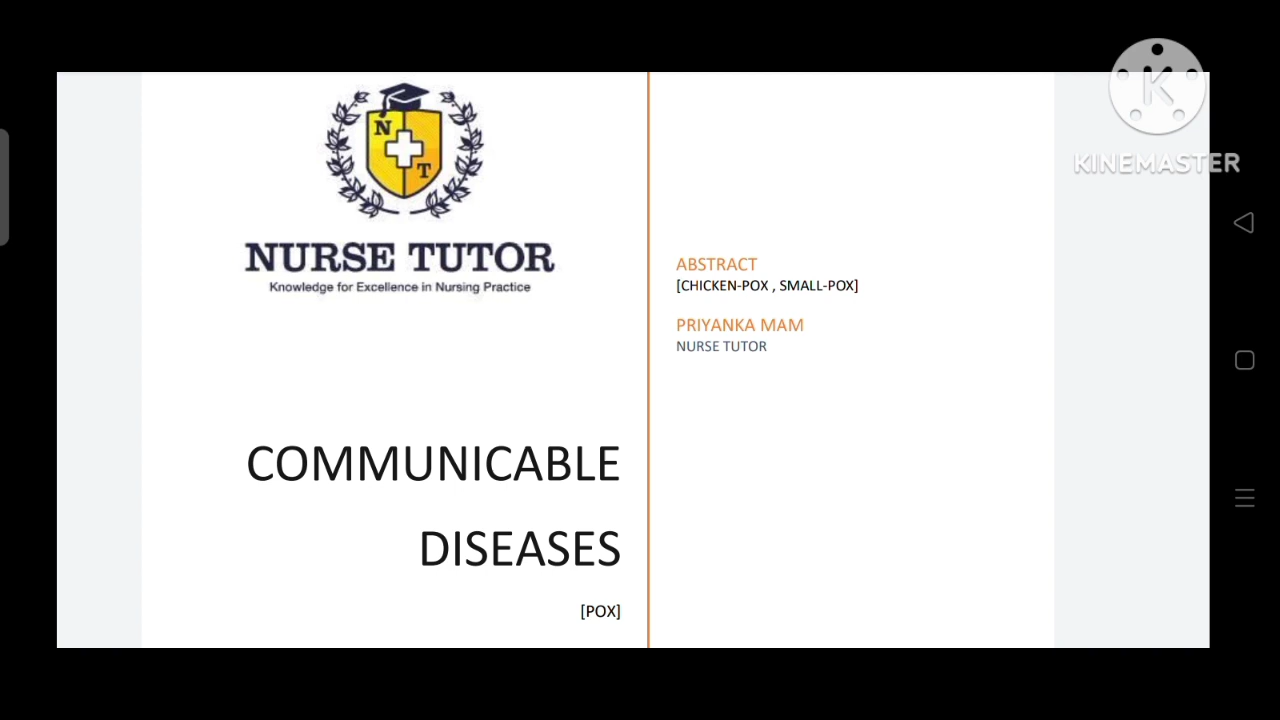 N
T
NURSE TUTOR
Knowledge for Excellence in Nursing Practice
COMMUNICABLE
DISEASES
[POX]
ABSTRACT
[CHICKEN-POX , SMALL-POX]
PRIYANKA MAM
NURSE TUTOR
K
KINEMASTER